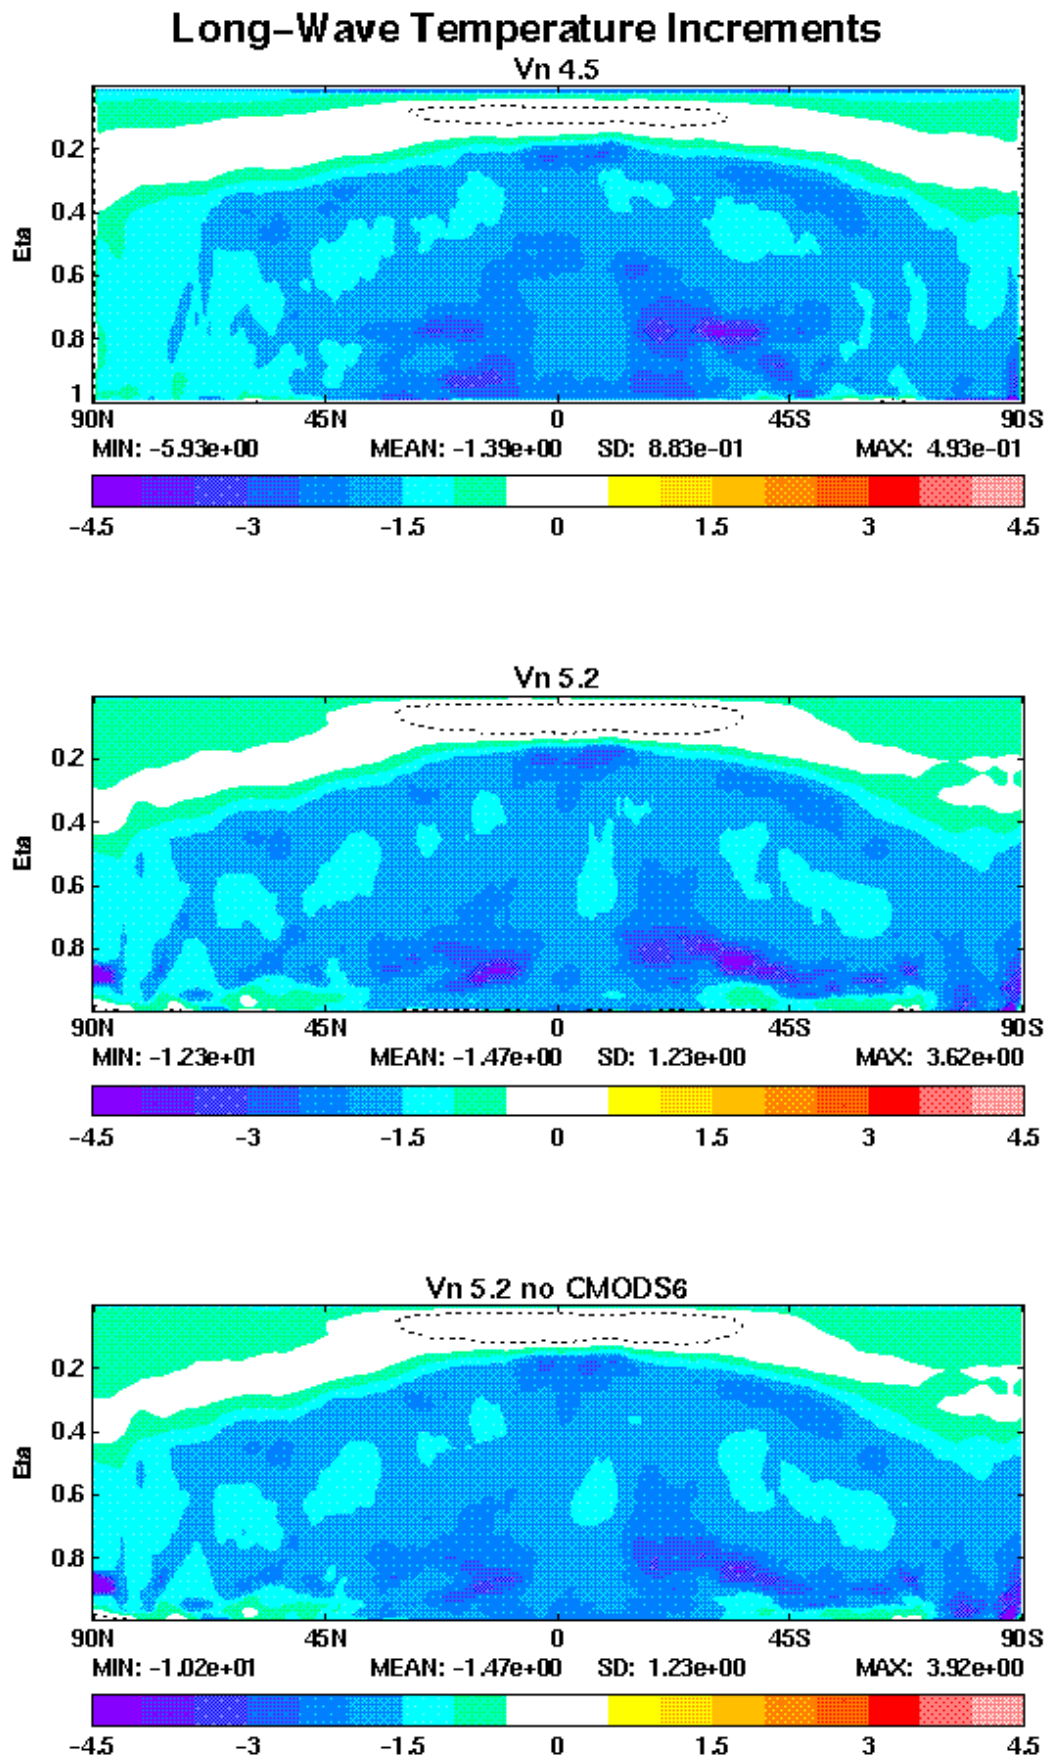 Long-Wave Temperature Increments
Vn 4.5
0.2
0.4
Eta
0.6
0.8
1
90N 45N 0 45S 90S
MIN: -5.93e+00 MEAN: -1.39e+00 SD: 8.83e-01 MAX: 4.93e-01
-4.5 -3 -1.5 0 1.5 3 4.5
Vn 5.2
0.2
0.4
Eta
0.6
0.8
90N 45N 0 45S 90S
MIN: -1.23e+01 MEAN: -1.47e+00 SD: 1.23e+00 MAX: 3.62e+00
-4.5 -3 -1.5 0 1.5 3 4.5
Vn 5.2 no CMODS6
0.2
0.4
Eta
0.6
0.8
90N 45N 0 45S 90S
MIN: -1.02e+01 MEAN: -1.47e+00 SD: 1.23e+00 MAX: 3.92e+00
-4.5 -3 -1.5 0 1.5 3 4.5